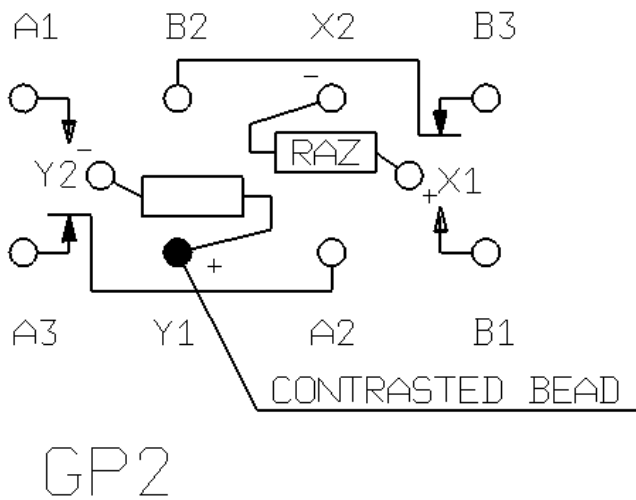 A1 B2 X2 B3
-
RAZ
-
Y2 + X1
+
A3 Y1 A2 B1
CONTRASTED BEAD
GP2